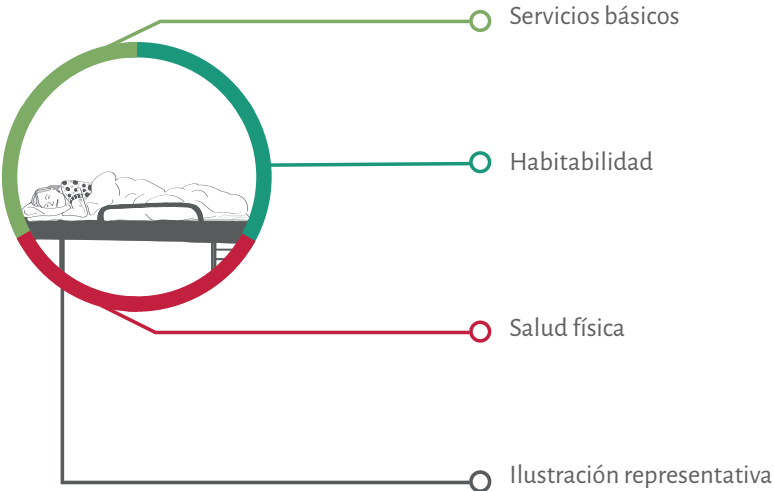 Servicios básicos
Habitabilidad
Salud física
Ilustración representativa